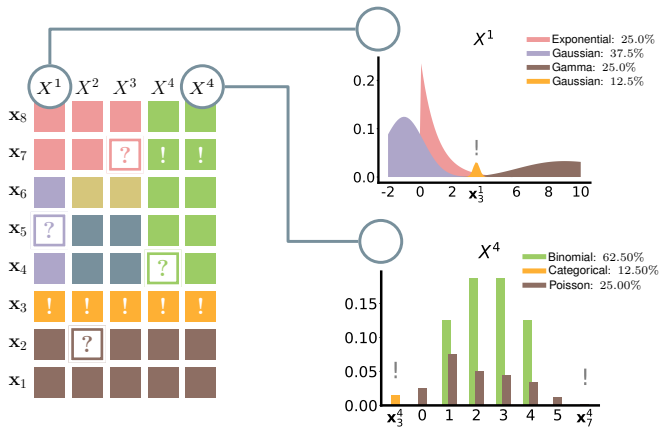 X¹ X² X³ X⁴ X⁴
x₈
x₇ ? ! !
x₆
x₅ ?
x₄ ?
x₃ ! ! ! ! !
x₂ ?
x₁
X¹
Exponential: 25.0%
Gaussian: 37.5%
Gamma: 25.0%
Gaussian: 12.5%
0.2
0.1
0.0
!
-2 0 2 x¹₃ 6 8 10
X⁴
Binomial: 62.50%
Categorical: 12.50%
Poisson: 25.00%
0.15
0.10
0.05
0.00
! !
x⁴₃ 0 1 2 3 4 5 x⁴₇